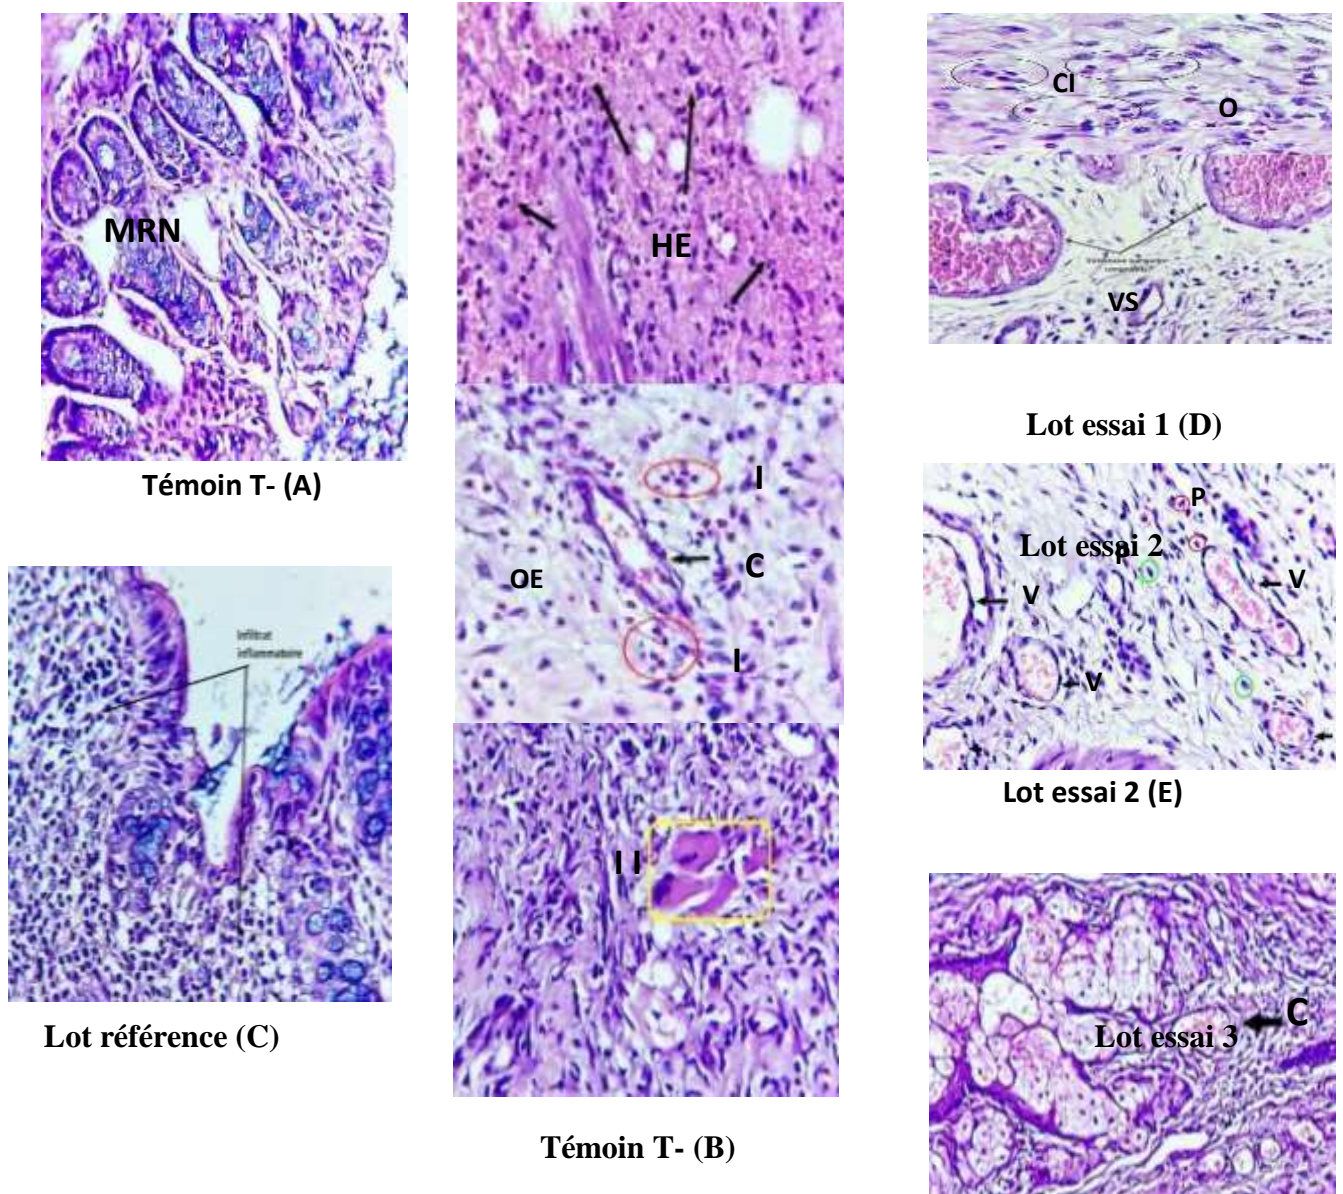 MRN
Témoin T- (A)
Infiltrat
inflammatoire
Lot référence (C)
HE
I
C
OE
I
I I
Témoin T- (B)
CI
O
VS
Lot essai 1 (D)
P
Lot essai 2
P
V
V
V
Lot essai 2 (E)
C
Lot essai 3